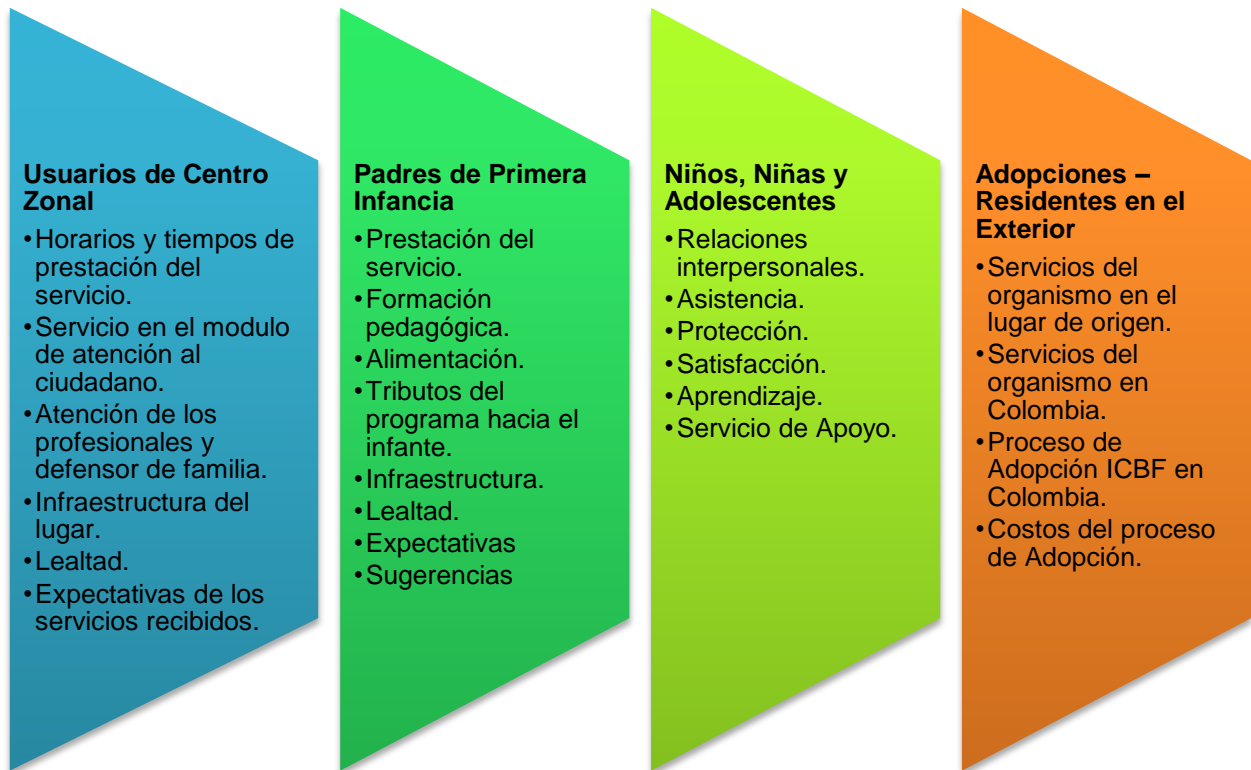 Usuarios de Centro
Zonal
•Horarios y tiempos de
prestación del
servicio.
•Servicio en el modulo
de atención al
ciudadano.
•Atención de los
profesionales y
defensor de familia.
•Infraestructura del
lugar.
•Lealtad.
•Expectativas de los
servicios recibidos.
Padres de Primera
Infancia
•Prestación del
servicio.
•Formación
pedagógica.
•Alimentación.
•Tributos del
programa hacia el
infante.
•Infraestructura.
•Lealtad.
•Expectativas
•Sugerencias
Niños, Niñas y
Adolescentes
•Relaciones
interpersonales.
•Asistencia.
•Protección.
•Satisfacción.
•Aprendizaje.
•Servicio de Apoyo.
Adopciones –
Residentes en el
Exterior
•Servicios del
organismo en el
lugar de origen.
•Servicios del
organismo en
Colombia.
•Proceso de
Adopción ICBF en
Colombia.
•Costos del proceso
de Adopción.